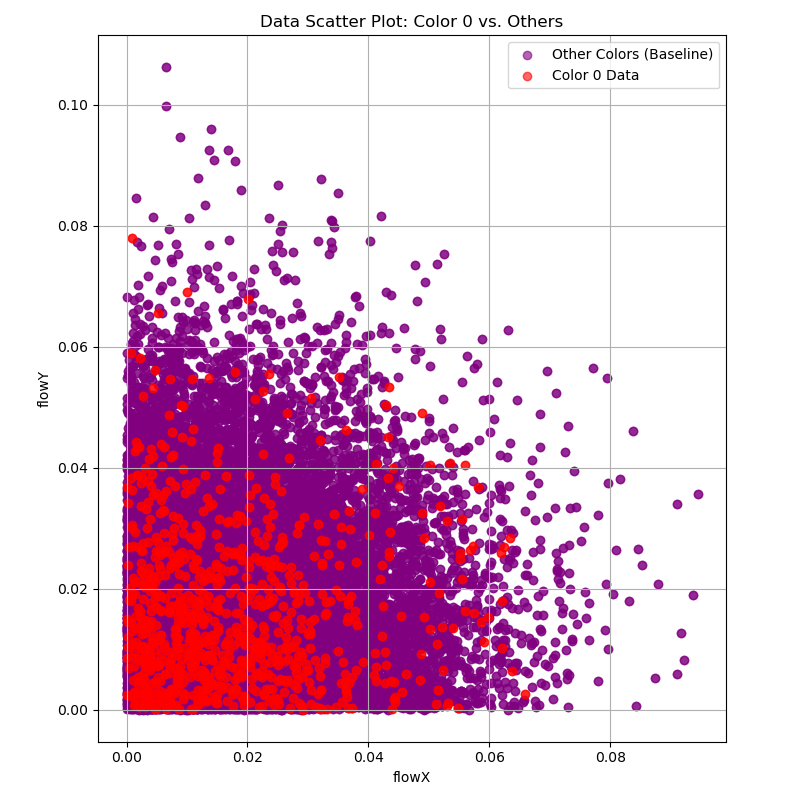 Data Scatter Plot: Color 0 vs. Others
Other Colors (Baseline)
Color 0 Data
flowY
0.10
0.08
0.06
0.04
0.02
0.00
0.00 0.02 0.04 0.06 0.08
flowX